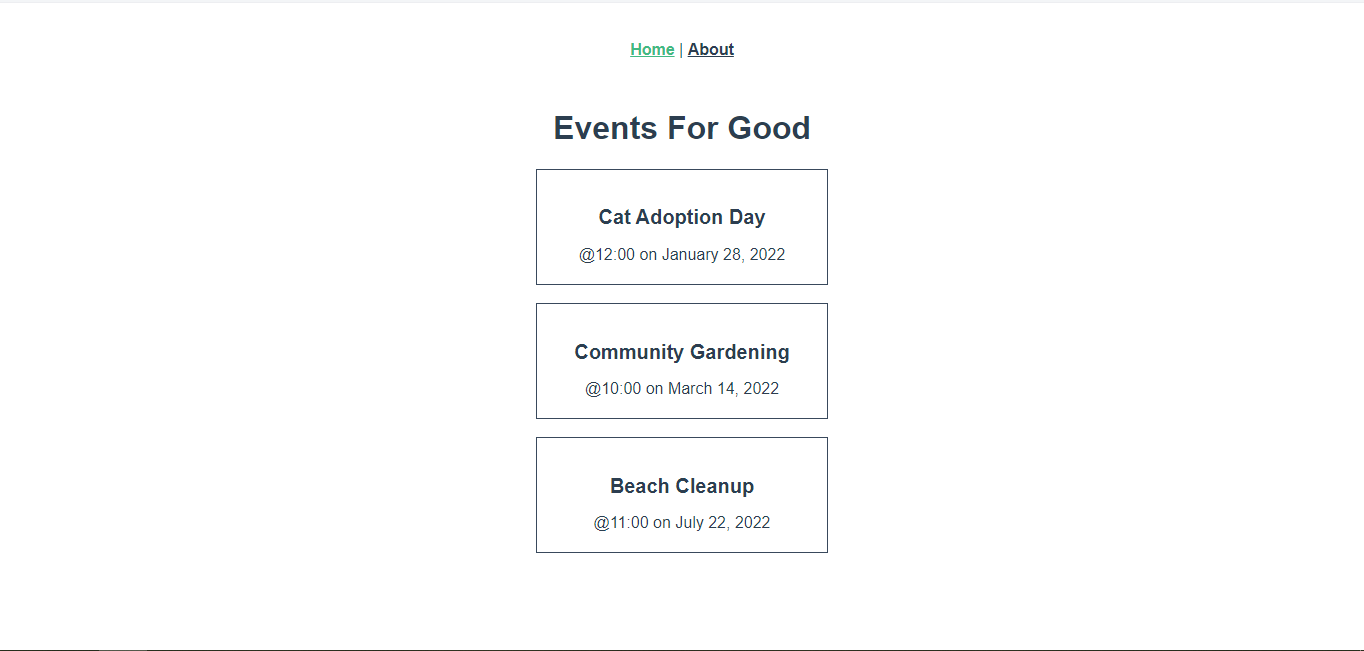 Home | About
Events For Good
Cat Adoption Day
@12:00 on January 28, 2022
Community Gardening
@10:00 on March 14, 2022
Beach Cleanup
@11:00 on July 22, 2022